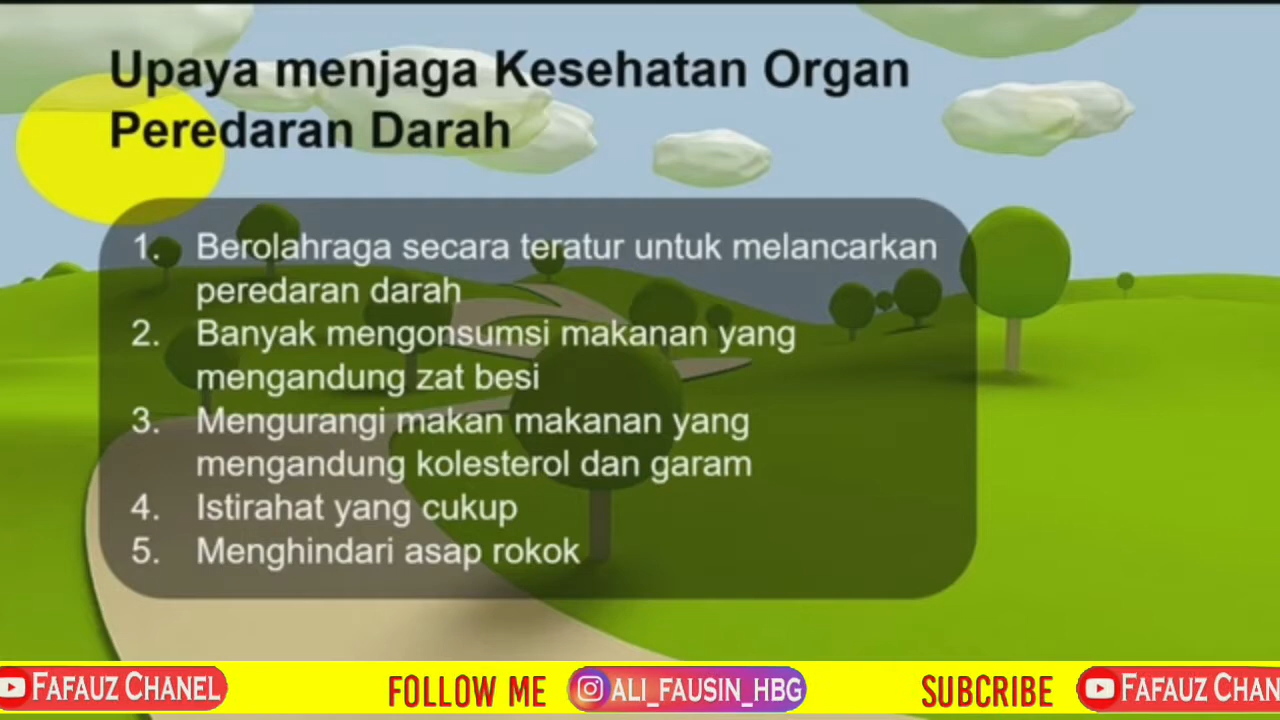 Upaya menjaga Kesehatan Organ
Peredaran Darah
1. Berolahraga secara teratur untuk melancarkan
peredaran darah
2. Banyak mengonsumsi makanan yang
mengandung zat besi
3. Mengurangi makan makanan yang
mengandung kolesterol dan garam
4. Istirahat yang cukup
5. Menghindari asap rokok
FAFAUZ CHANEL FOLLOW ME ALI_FAUSIN_HBG SUBCRIBE FAFAUZ CHAN